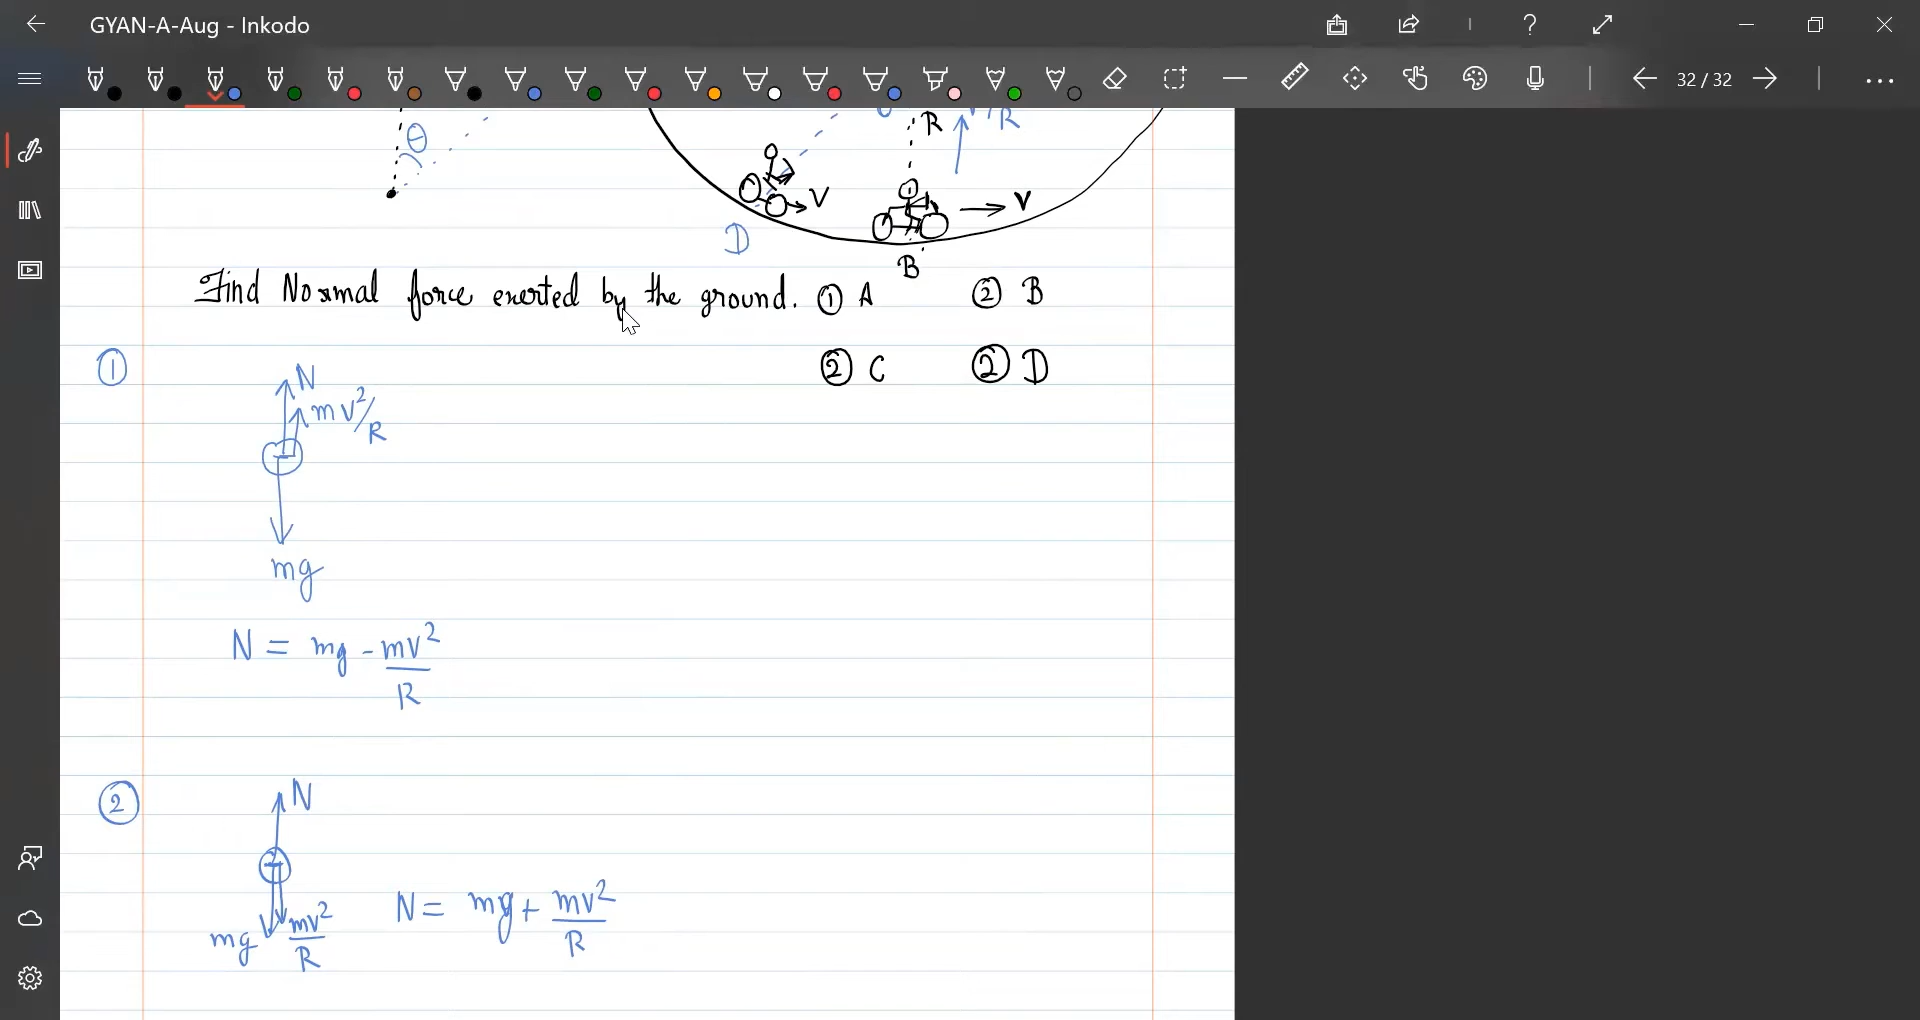 GYAN-A-Aug - Inkodo
32 / 32
θ
R
R
V
V
D
B
Find Normal force exerted by the ground. ① A ② B
② C ② D
①
N
mv²/R
mg
N = mg - mv²/R
②
N
mg mv²/R
N = mg + mv²/R